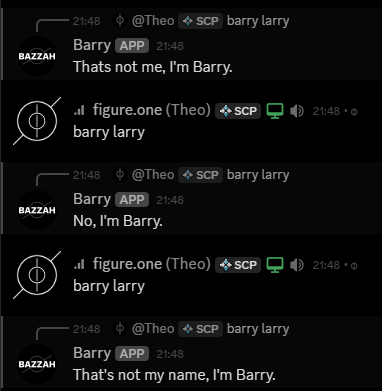 21:48 @Theo SCP barry larry
BAZZAH
Barry APP 21:48
Thats not me, I'm Barry.
figure.one (Theo) SCP 21:48 • Φ
barry larry
21:48 @Theo SCP barry larry
BAZZAH
Barry APP 21:48
No, I'm Barry.
figure.one (Theo) SCP 21:48 • Φ
barry larry
21:48 @Theo SCP barry larry
BAZZAH
Barry APP 21:48
That's not my name, I'm Barry.